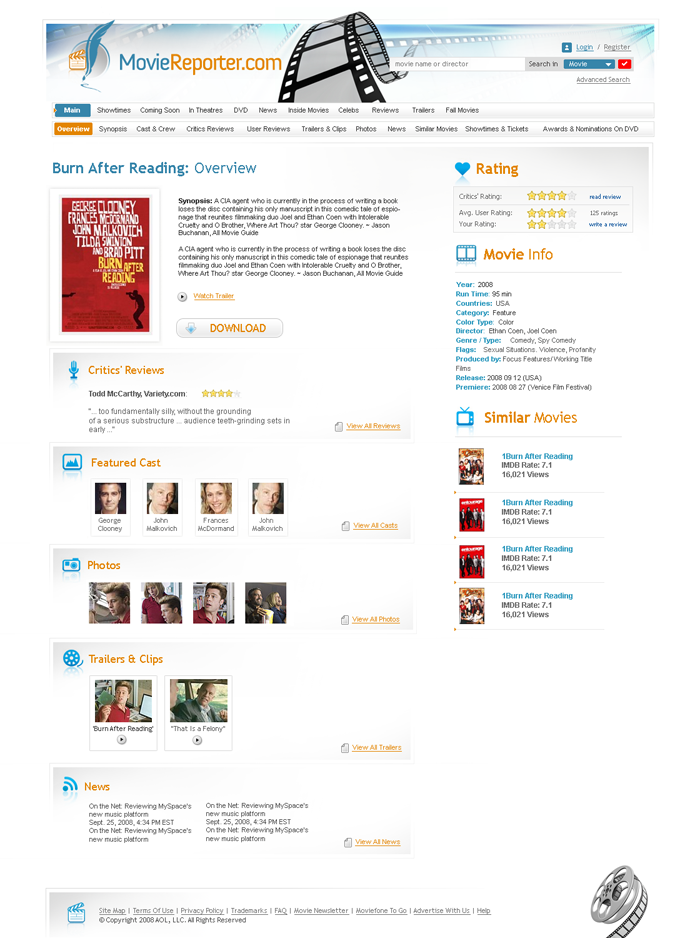 MovieReporter.com
Login / Register
movie name or director
Search in
Movie
Advanced Search
Main Showtimes Coming Soon In Theatres DVD News Inside Movies Celebs Reviews Trailers Fall Movies
Overview Synopsis Cast & Crew Critics Reviews User Reviews Trailers & Clips Photos News Similar Movies Showtimes & Tickets Awards & Nominations On DVD
Burn After Reading: Overview
GEORGE CLOONEY
FRANCES McDORMAND
JOHN MALKOVICH
TILDA SWINTON
AND BRAD PITT
BURN AFTER
READING
Synopsis: A CIA agent who is currently in the process of writing a book
loses the disc containing his only manuscript in this comedic tale of espio-
nage that reunites filmmaking duo Joel and Ethan Coen with Intolerable
Cruelty and O Brother, Where Art Thou? star George Clooney. ~ Jason
Buchanan, All Movie Guide
A CIA agent who is currently in the process of writing a book loses the disc
containing his only manuscript in this comedic tale of espionage that reunites
filmmaking duo Joel and Ethan Coen with Intolerable Cruelty and O Brother,
Where Art Thou? star George Clooney. ~ Jason Buchanan, All Movie Guide
Watch Trailer
DOWNLOAD
Critics' Reviews
Todd McCarthy, Variety.com:
"... too fundamentally silly, without the grounding
of a serious substructure ... audience teeth-grinding sets in
early ..."
View All Reviews
Featured Cast
George
Clooney
John
Malkovich
Frances
McDormand
John
Malkovich
View All Casts
Photos
View All Photos
Trailers & Clips
'Burn After Reading'
"That Is a Felony"
View All Trailers
News
On the Net: Reviewing MySpace's
new music platform
Sept. 25, 2008, 4:34 PM EST
On the Net: Reviewing MySpace's
new music platform
On the Net: Reviewing MySpace's
new music platform
Sept. 25, 2008, 4:34 PM EST
On the Net: Reviewing MySpace's
new music platform
View All News
Rating
Critics' Rating: read review
Avg. User Rating: 125 ratings
Your Rating: write a review
Movie Info
Year: 2008
Run Time: 95 min
Countries: USA
Category: Feature
Color Type: Color
Director: Ethan Coen, Joel Coen
Genre / Type: Comedy, Spy Comedy
Flags: Sexual Situations. Violence, Profanity
Produced by: Focus Features/Working Title
Films
Release: 2008 09 12 (USA)
Premiere: 2008 08 27 (Venice Film Festival)
Similar Movies
1Burn After Reading
IMDB Rate: 7.1
16,021 Views
1Burn After Reading
IMDB Rate: 7.1
16,021 Views
1Burn After Reading
IMDB Rate: 7.1
16,021 Views
1Burn After Reading
IMDB Rate: 7.1
16,021 Views
Site Map | Terms Of Use | Privacy Policy | Trademarks | FAQ | Movie Newsletter | Moviefone To Go | Advertise With Us | Help
© Copyright 2008 AOL, LLC. All Rights Reserved